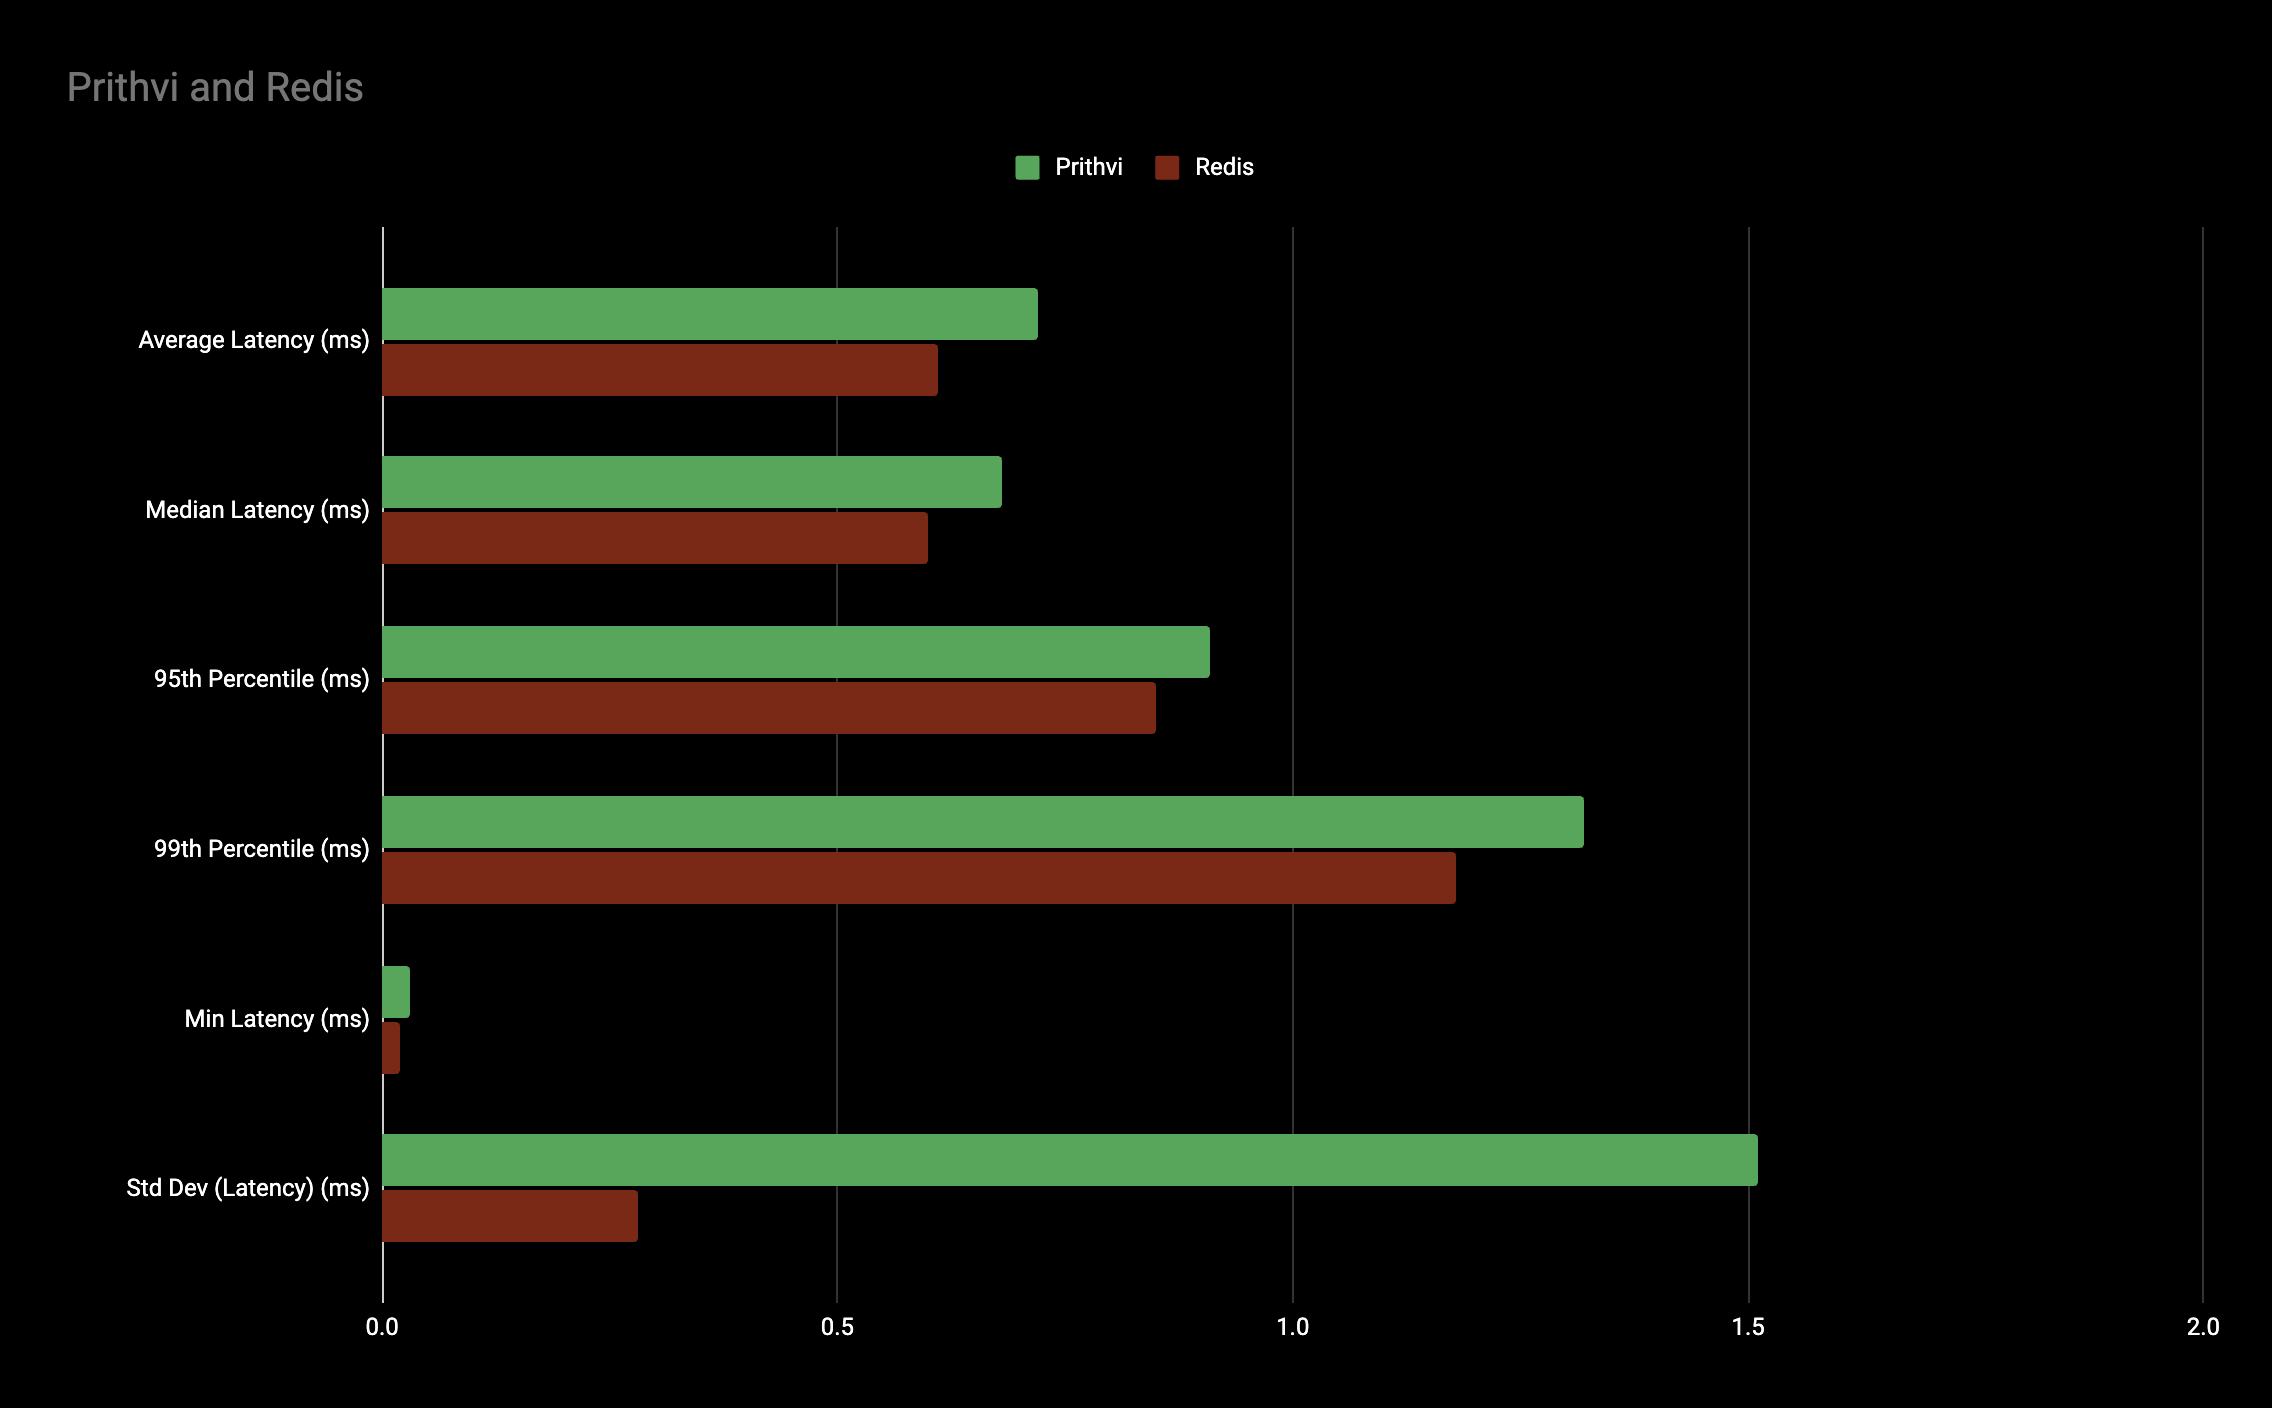 Prithvi and Redis
Prithvi Redis
Average Latency (ms)
Median Latency (ms)
95th Percentile (ms)
99th Percentile (ms)
Min Latency (ms)
Std Dev (Latency) (ms)
0.0 0.5 1.0 1.5 2.0